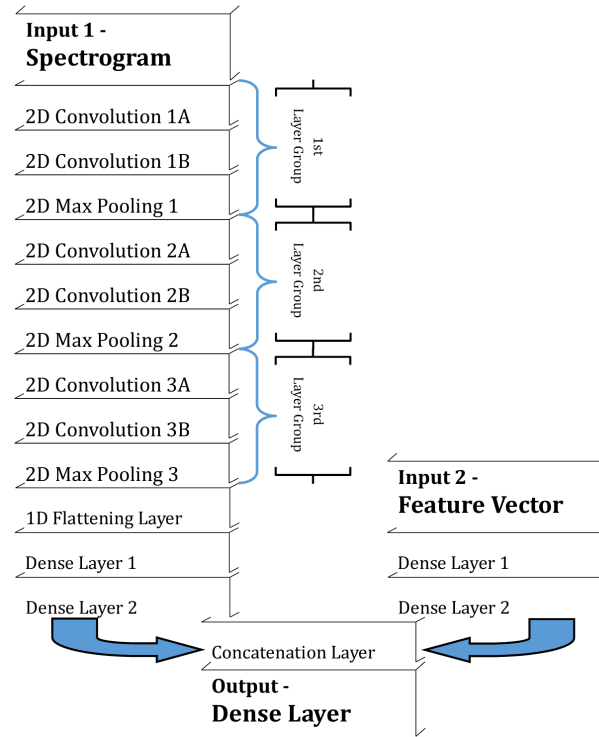 Input 1 -
Spectrogram
2D Convolution 1A
2D Convolution 1B
2D Max Pooling 1
2D Convolution 2A
2D Convolution 2B
2D Max Pooling 2
2D Convolution 3A
2D Convolution 3B
2D Max Pooling 3
1D Flattening Layer
Dense Layer 1
Dense Layer 2
1st
Layer Group
2nd
Layer Group
3rd
Layer Group
Input 2 -
Feature Vector
Dense Layer 1
Dense Layer 2
Concatenation Layer
Output -
Dense Layer